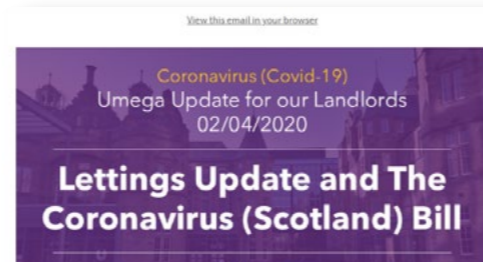 View this email in your browser
Coronavirus (Covid-19)
Umega Update for our Landlords
02/04/2020
Lettings Update and The
Coronavirus (Scotland) Bill